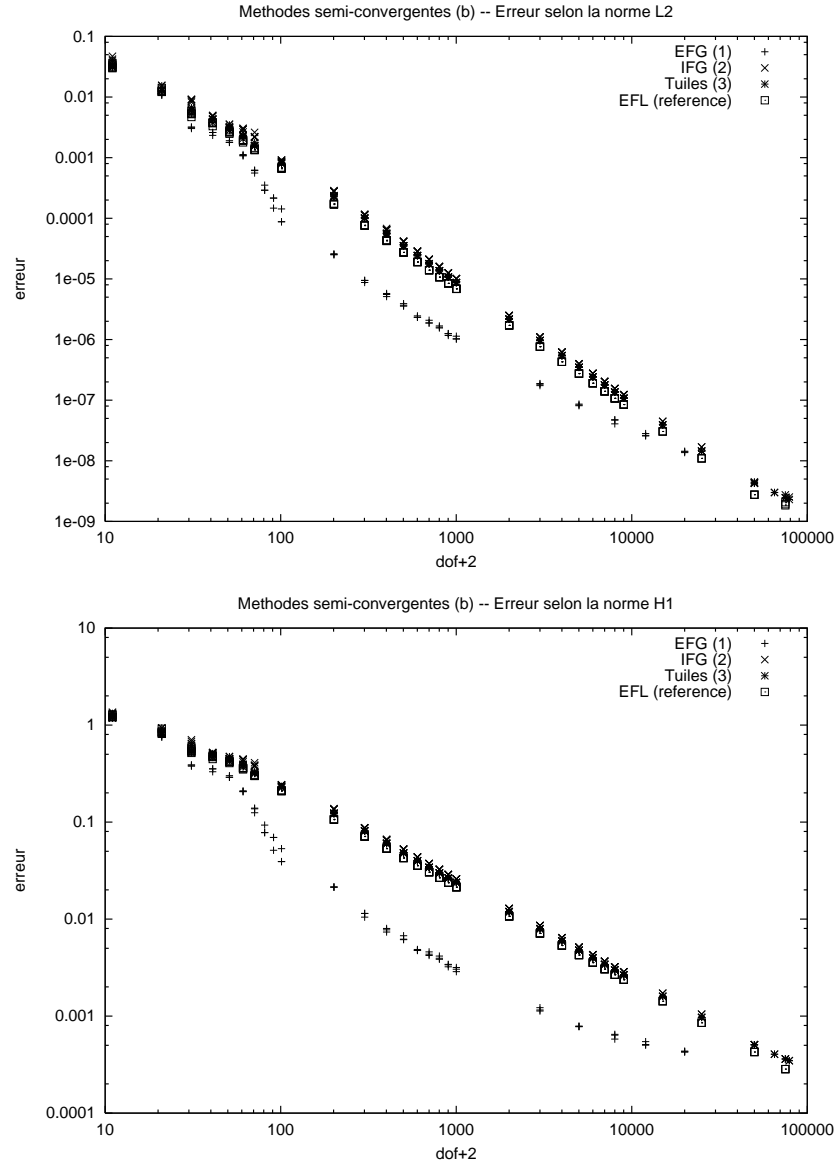 Methodes semi-convergentes (b) -- Erreur selon la norme L2
EFG (1)
IFG (2)
Tuiles (3)
EFL (reference)
0.1
0.01
0.001
0.0001
1e-05
1e-06
1e-07
1e-08
1e-09
erreur
10 100 1000 10000 100000
dof+2
Methodes semi-convergentes (b) -- Erreur selon la norme H1
EFG (1)
IFG (2)
Tuiles (3)
EFL (reference)
10
1
0.1
0.01
0.001
0.0001
erreur
10 100 1000 10000 100000
dof+2